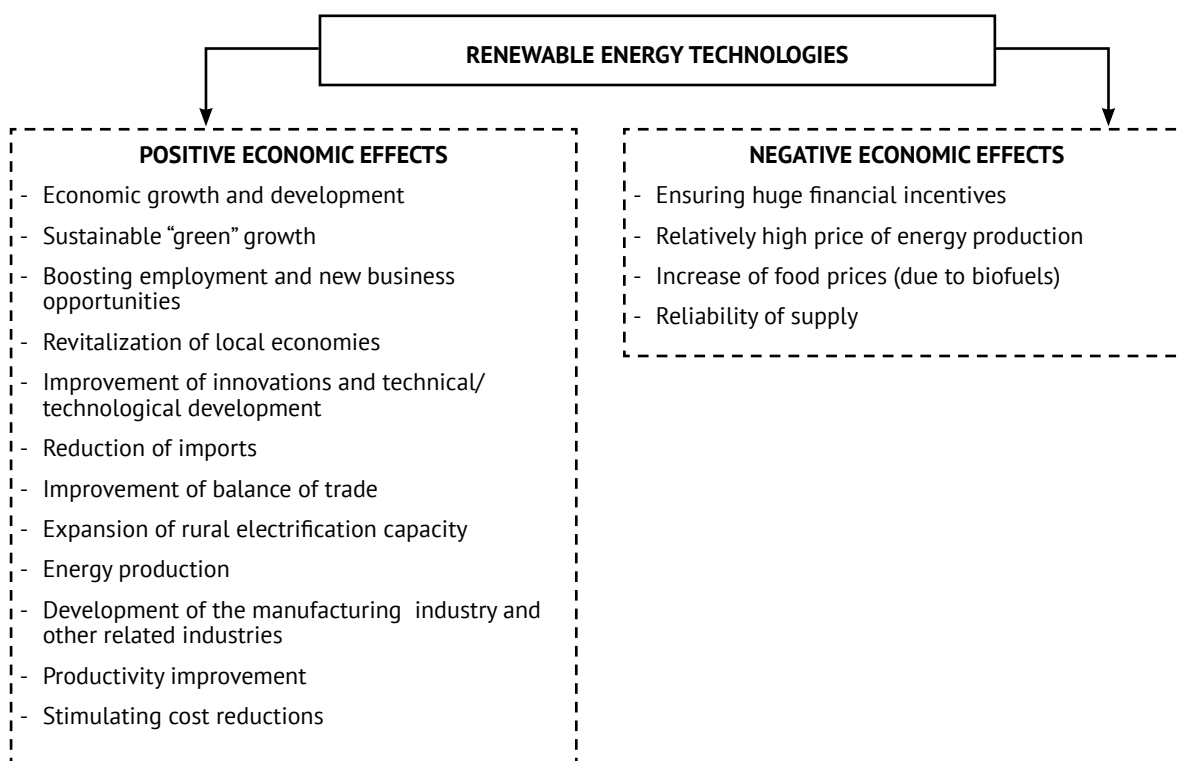 RENEWABLE ENERGY TECHNOLOGIES
POSITIVE ECONOMIC EFFECTS
- Economic growth and development
- Sustainable “green” growth
- Boosting employment and new business
opportunities
- Revitalization of local economies
- Improvement of innovations and technical/
technological development
- Reduction of imports
- Improvement of balance of trade
- Expansion of rural electrification capacity
- Energy production
- Development of the manufacturing industry and
other related industries
- Productivity improvement
- Stimulating cost reductions
NEGATIVE ECONOMIC EFFECTS
- Ensuring huge financial incentives
- Relatively high price of energy production
- Increase of food prices (due to biofuels)
- Reliability of supply